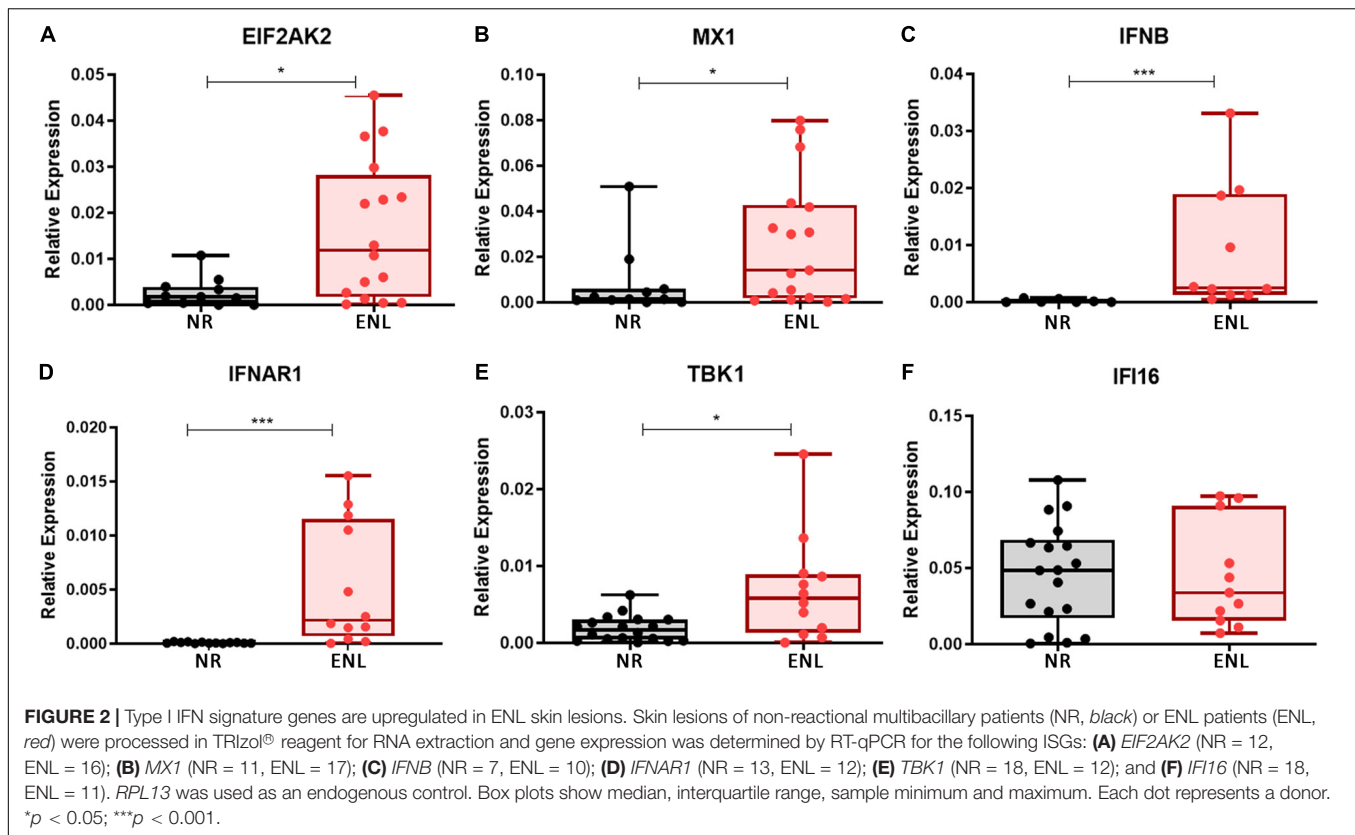 A
EIF2AK2
*
0.05
0.04
0.03
0.02
0.01
0.00
Relative Expression
NR
ENL
B
MX1
*
0.10
0.08
0.06
0.04
0.02
0.00
Relative Expression
NR
ENL
C
IFNB
***
0.04
0.03
0.02
0.01
0.00
Relative Expression
NR
ENL
D
IFNAR1
***
0.020
0.015
0.010
0.005
0.000
Relative Expression
NR
ENL
E
TBK1
*
0.03
0.02
0.01
0.00
Relative Expression
NR
ENL
F
IFI16
0.15
0.10
0.05
0.00
Relative Expression
NR
ENL
FIGURE 2 | Type I IFN signature genes are upregulated in ENL skin lesions. Skin lesions of non-reactional multibacillary patients (NR, black) or ENL patients (ENL,
red) were processed in TRIzol® reagent for RNA extraction and gene expression was determined by RT-qPCR for the following ISGs: (A) EIF2AK2 (NR = 12,
ENL = 16); (B) MX1 (NR = 11, ENL = 17); (C) IFNB (NR = 7, ENL = 10); (D) IFNAR1 (NR = 13, ENL = 12); (E) TBK1 (NR = 18, ENL = 12); and (F) IFI16 (NR = 18,
ENL = 11). RPL13 was used as an endogenous control. Box plots show median, interquartile range, sample minimum and maximum. Each dot represents a donor.
*p < 0.05; ***p < 0.001.